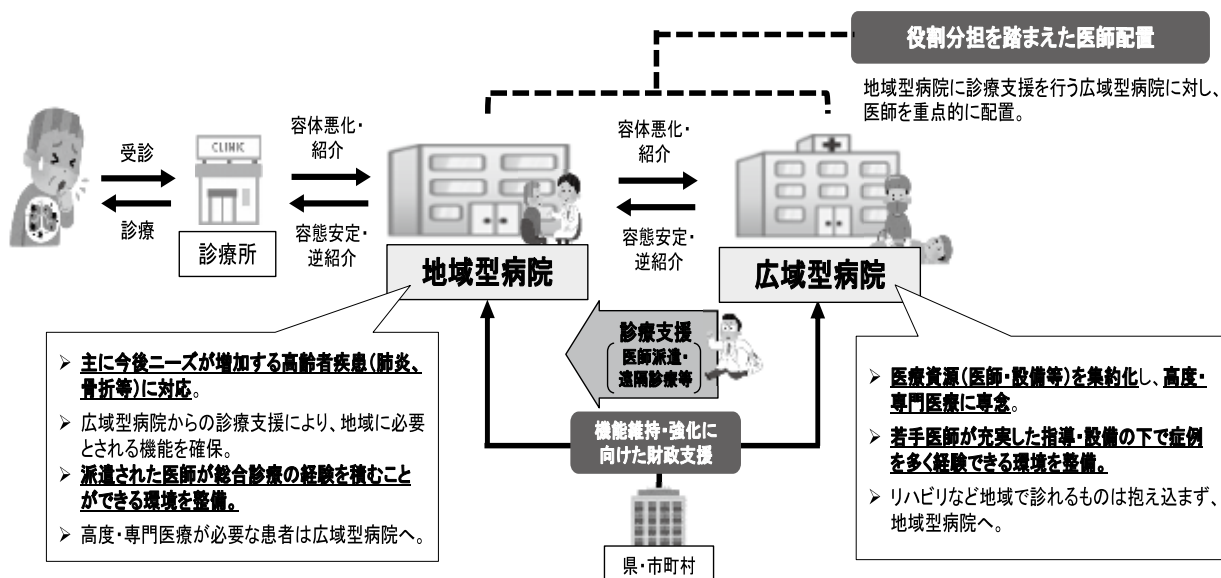 役割分担を踏まえた医師配置
地域型病院に診療支援を行う広域型病院に対し、
医師を重点的に配置。
受診
診療
CLINIC
診療所
容体悪化・
紹介
容態安定・
逆紹介
地域型病院
容体悪化・
紹介
容態安定・
逆紹介
広域型病院
診療支援
医師派遣・
遠隔診療等
➢ 主に今後ニーズが増加する高齢者疾患(肺炎、
骨折等)に対応。
➢ 広域型病院からの診療支援により、地域に必要
とされる機能を確保。
➢ 派遣された医師が総合診療の経験を積むこと
ができる環境を整備。
➢ 高度・専門医療が必要な患者は広域型病院へ。
機能維持・強化に
向けた財政支援
県・市町村
➢ 医療資源(医師・設備等)を集約化し、高度・
専門医療に専念。
➢ 若手医師が充実した指導・設備の下で症例
を多く経験できる環境を整備。
➢ リハビリなど地域で診れるものは抱え込まず、
地域型病院へ。